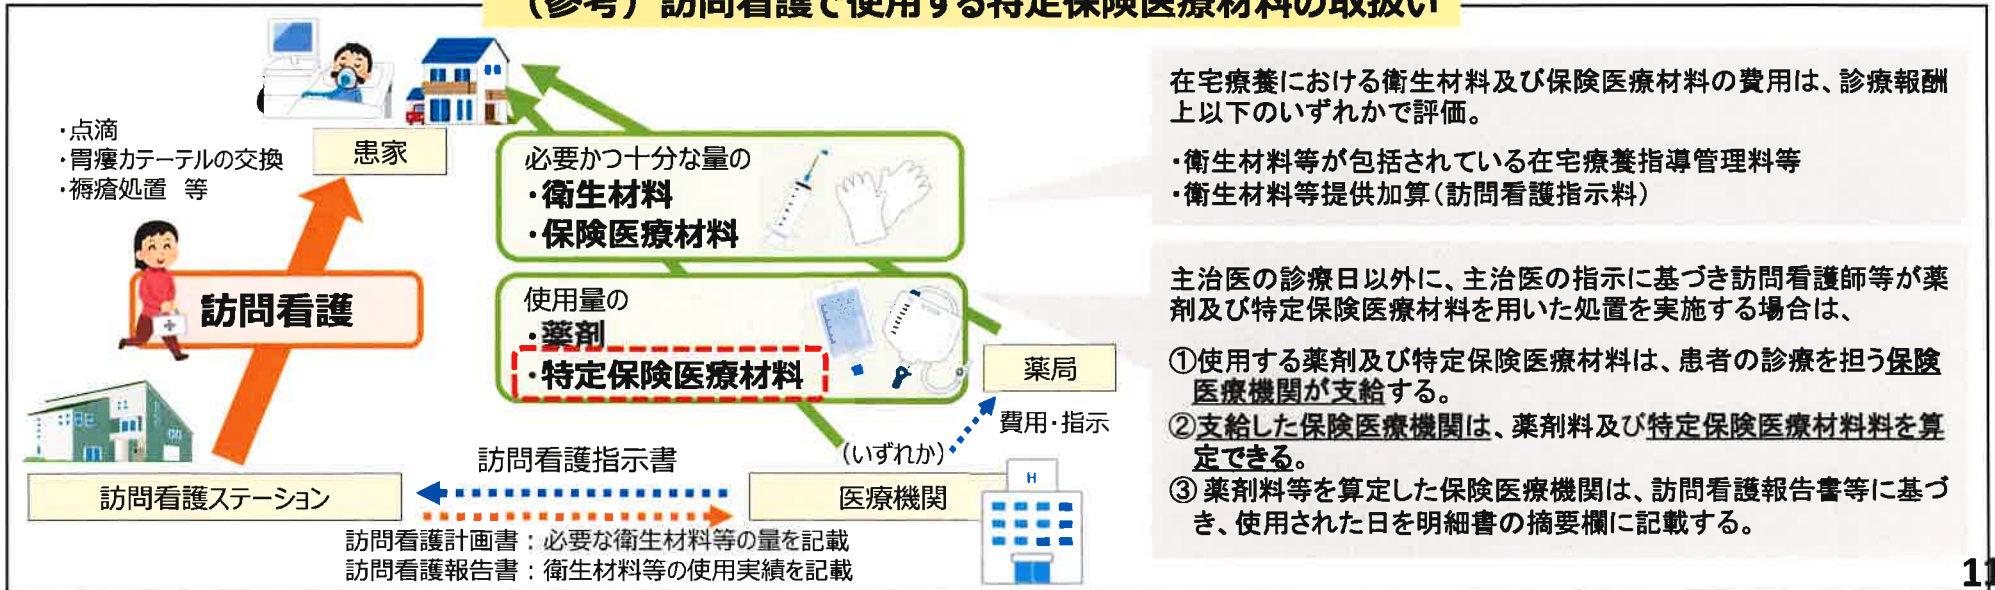 (参考)訪問看護で使用する特定保険医療材料の取扱い
・点滴
・胃瘻カテーテルの交換
・褥瘡処置 等
患家
必要かつ十分な量の
・衛生材料
・保険医療材料
訪問看護
使用量の
・薬剤
・特定保険医療材料
薬局
費用・指示
(いずれか)
訪問看護指示書
訪問看護ステーション
医療機関
H
訪問看護計画書:必要な衛生材料等の量を記載
訪問看護報告書:衛生材料等の使用実績を記載
在宅療養における衛生材料及び保険医療材料の費用は、診療報酬
上以下のいずれかで評価。
・衛生材料等が包括されている在宅療養指導管理料等
・衛生材料等提供加算(訪問看護指示料)
主治医の診療日以外に、主治医の指示に基づき訪問看護師等が薬
剤及び特定保険医療材料を用いた処置を実施する場合は、
①使用する薬剤及び特定保険医療材料は、患者の診療を担う保険
医療機関が支給する。
②支給した保険医療機関は、薬剤料及び特定保険医療材料料を算
定できる。
③薬剤料等を算定した保険医療機関は、訪問看護報告書等に基づ
き、使用された日を明細書の摘要欄に記載する。